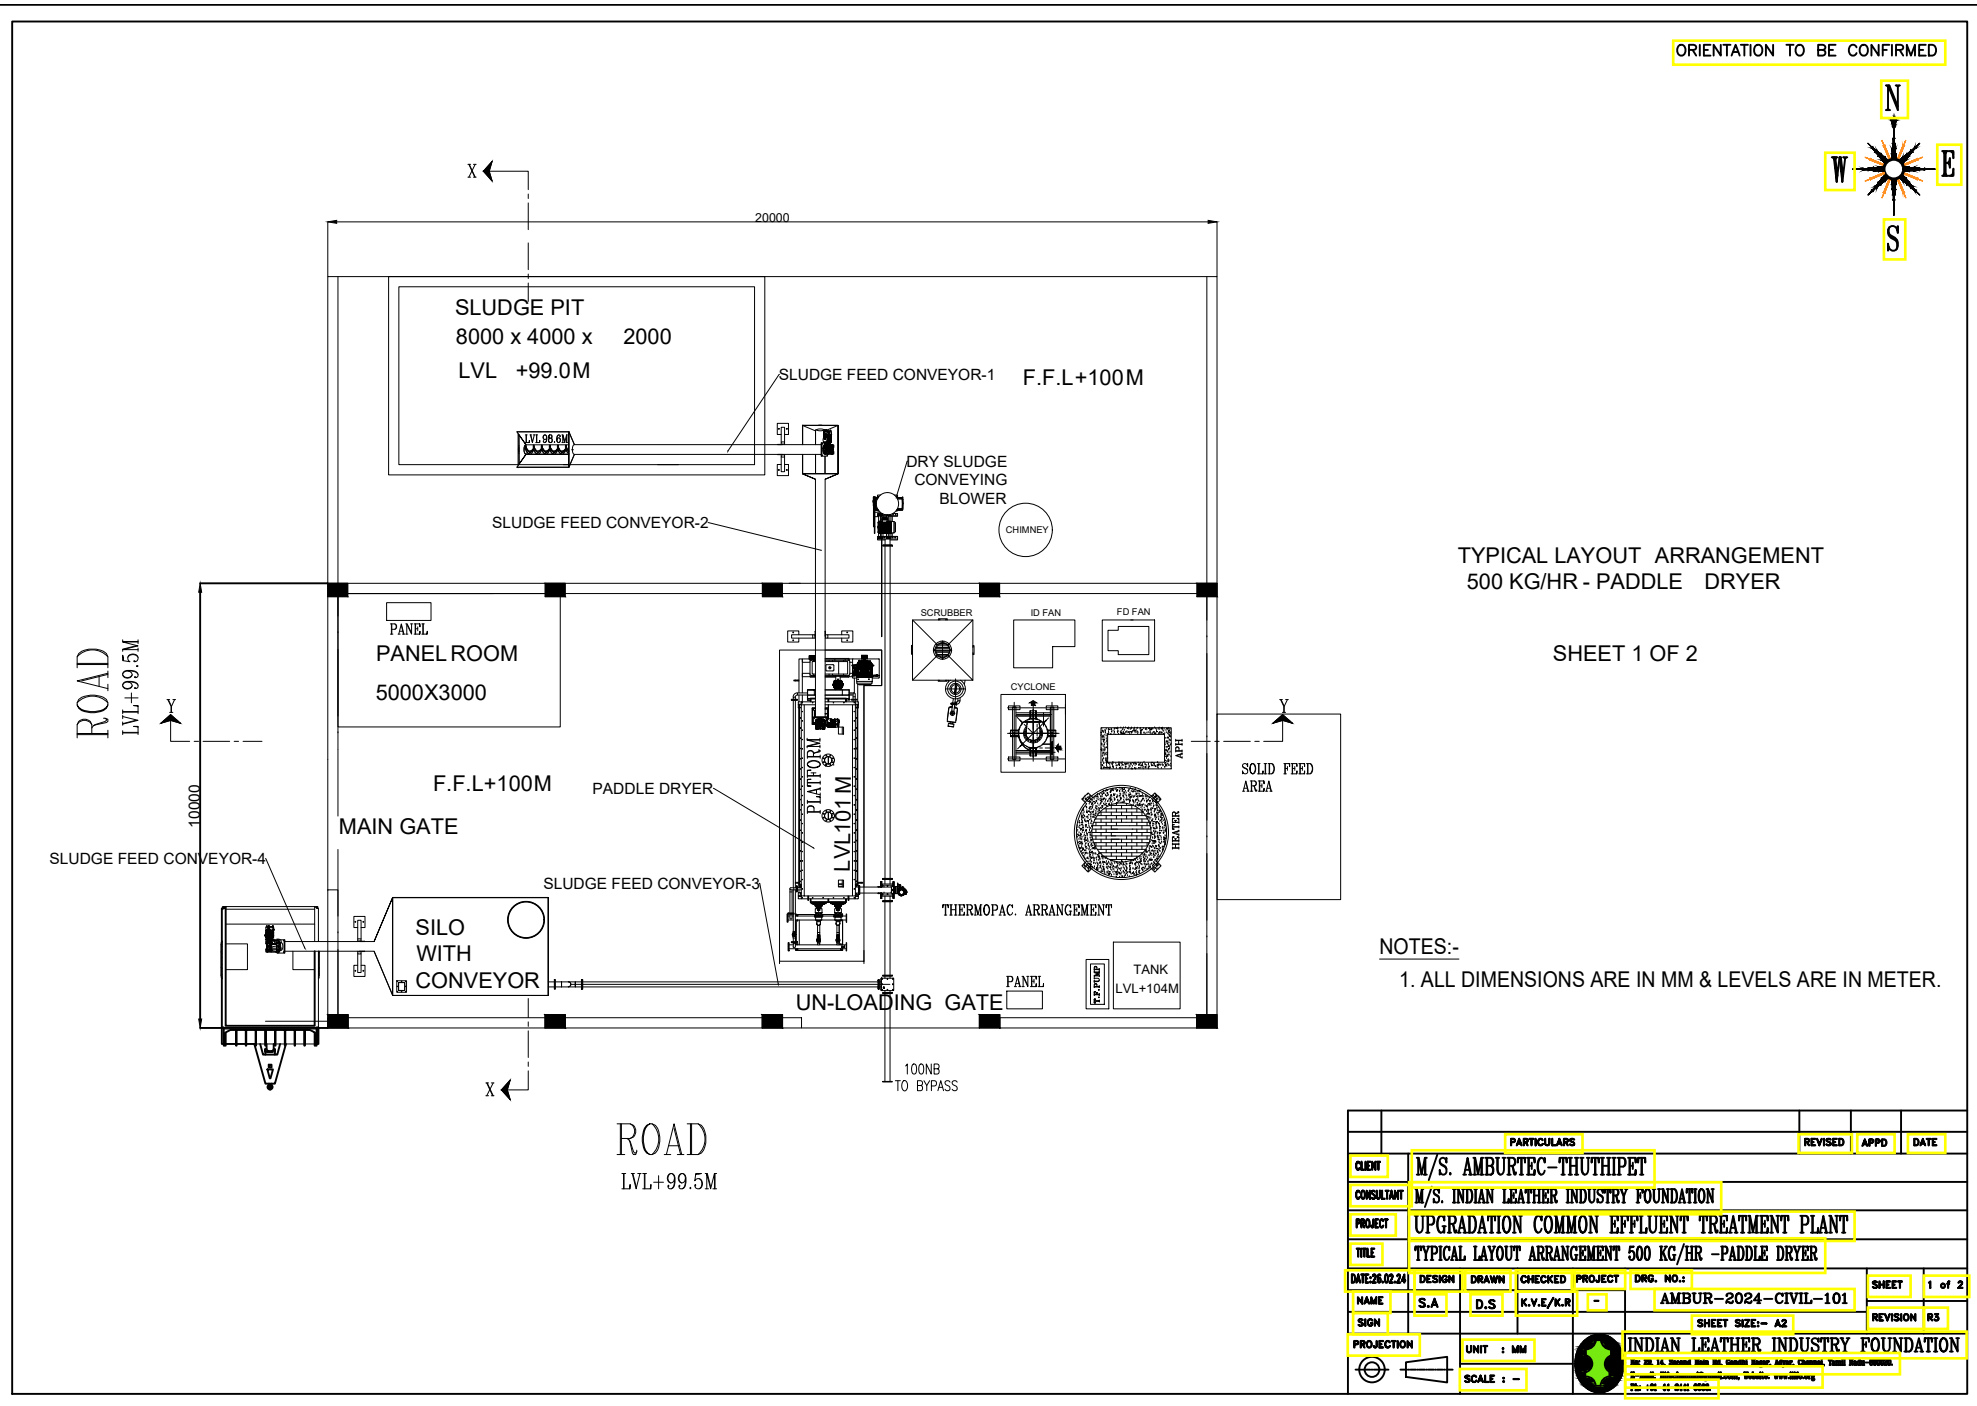 ORIENTATION TO BE CONFIRMED
N
W
E
S
X
20000
SLUDGE PIT
8000 x 4000 x 2000
LVL +99.0M
SLUDGE FEED CONVEYOR-1
F.F.L+100M
LVL 98.6M
DRY SLUDGE
CONVEYING
BLOWER
SLUDGE FEED CONVEYOR-2
CHIMNEY
TYPICAL LAYOUT ARRANGEMENT
500 KG/HR - PADDLE DRYER
SHEET 1 OF 2
PANEL
PANEL ROOM
5000X3000
SCRUBBER
ID FAN
FD FAN
CYCLONE
ROAD
LVL+99.5M
Y
Y
10000
PLATFORM
LVL101M
APH
SOLID FEED
AREA
F.F.L+100M
PADDLE DRYER
MAIN GATE
HEATER
SLUDGE FEED CONVEYOR-4
SLUDGE FEED CONVEYOR-3
THERMOPAC. ARRANGEMENT
SILO
WITH
CONVEYOR
NOTES:-
1. ALL DIMENSIONS ARE IN MM & LEVELS ARE IN METER.
PANEL
T.F.PUMP
TANK
LVL+104M
UN-LOADING GATE
100NB
TO BYPASS
X
ROAD
LVL+99.5M
PARTICULARS REVISED APPD DATE
CLIENT M/S. AMBURTEC-THUTHIPET
CONSULTANT M/S. INDIAN LEATHER INDUSTRY FOUNDATION
PROJECT UPGRADATION COMMON EFFLUENT TREATMENT PLANT
TITLE TYPICAL LAYOUT ARRANGEMENT 500 KG/HR -PADDLE DRYER
DATE:26.02.24 DESIGN DRAWN CHECKED PROJECT DRG. NO.: SHEET 1 of 2
NAME S.A D.S K.V.E/K.R - AMBUR-2024-CIVIL-101
SIGN SHEET SIZE:- A2 REVISION R3
PROJECTION UNIT : MM
SCALE : -
INDIAN LEATHER INDUSTRY FOUNDATION